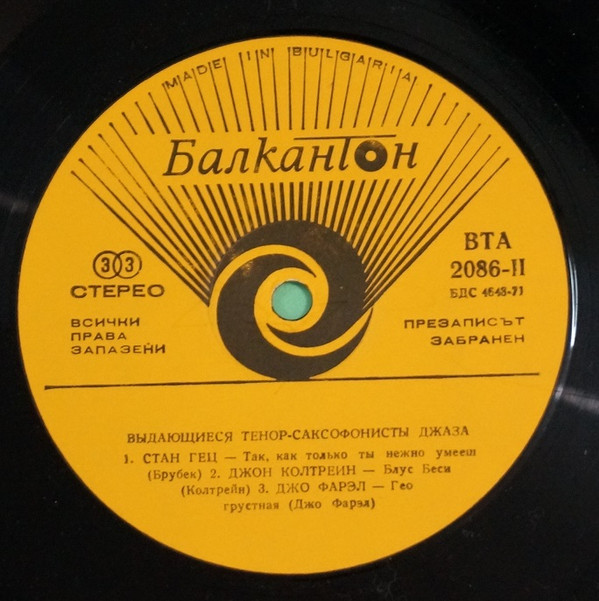 MADE IN BULGARIA
Балкантон
33
СТЕРЕО
ВСИЧКИ
ПРАВА
ЗАПАЗЕНИ
ВТА
2086-II
БДС 4643-71
ПРЕЗАПИСЪТ
ЗАБРАНЕН
ВЫДАЮЩИЕСЯ ТЕНОР-САКСОФОНИСТЫ ДЖАЗА
1. СТАН ГЕЦ — Так, как только ты нежно умееш
(Брубек) 2. ДЖОН КОЛТРЕИН — Блус Беси
(Колтрейн) 3. ДЖО ФАРЭЛ — Гео
грустная (Джо Фарэл)